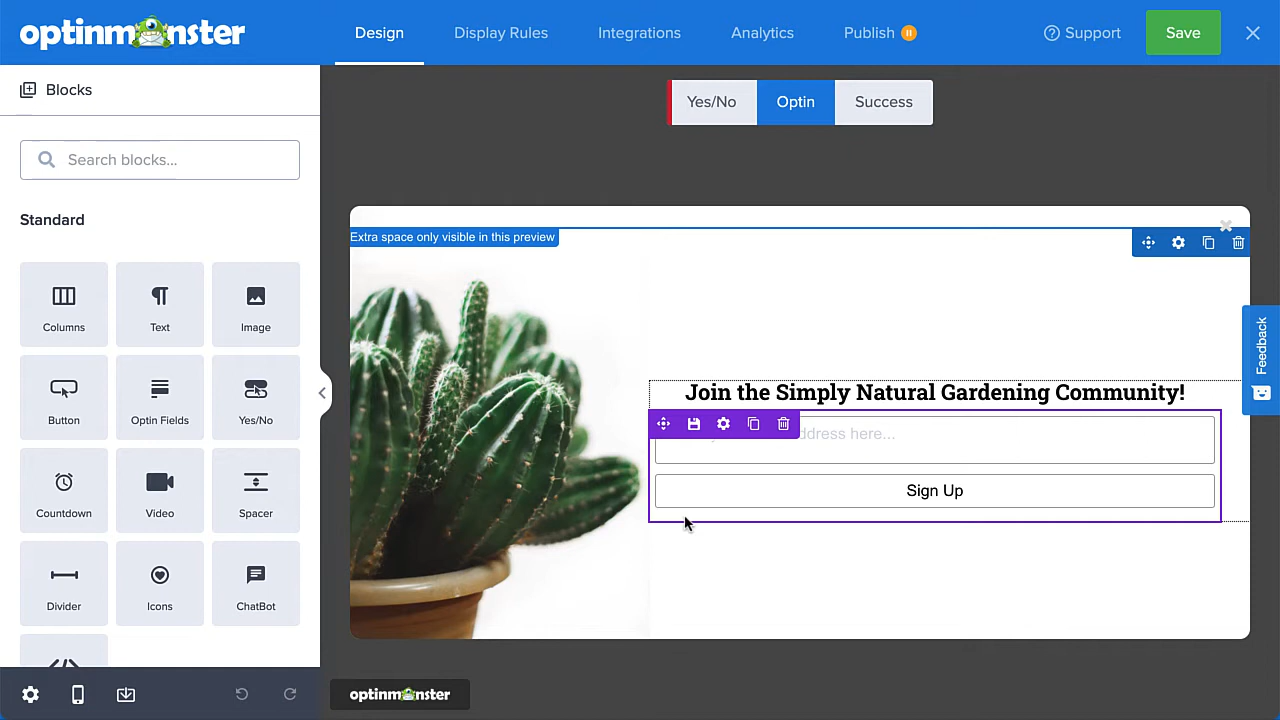 optinmonster
Design
Display Rules
Integrations
Analytics
Publish
Support
Save
Blocks
Yes/No
Optin
Success
Search blocks...
Standard
Extra space only visible in this preview
Columns
Text
Image
Button
Optin Fields
Yes/No
Countdown
Video
Spacer
Divider
Icons
ChatBot
Join the Simply Natural Gardening Community!
here...
Sign Up
Feedback
optinmonster